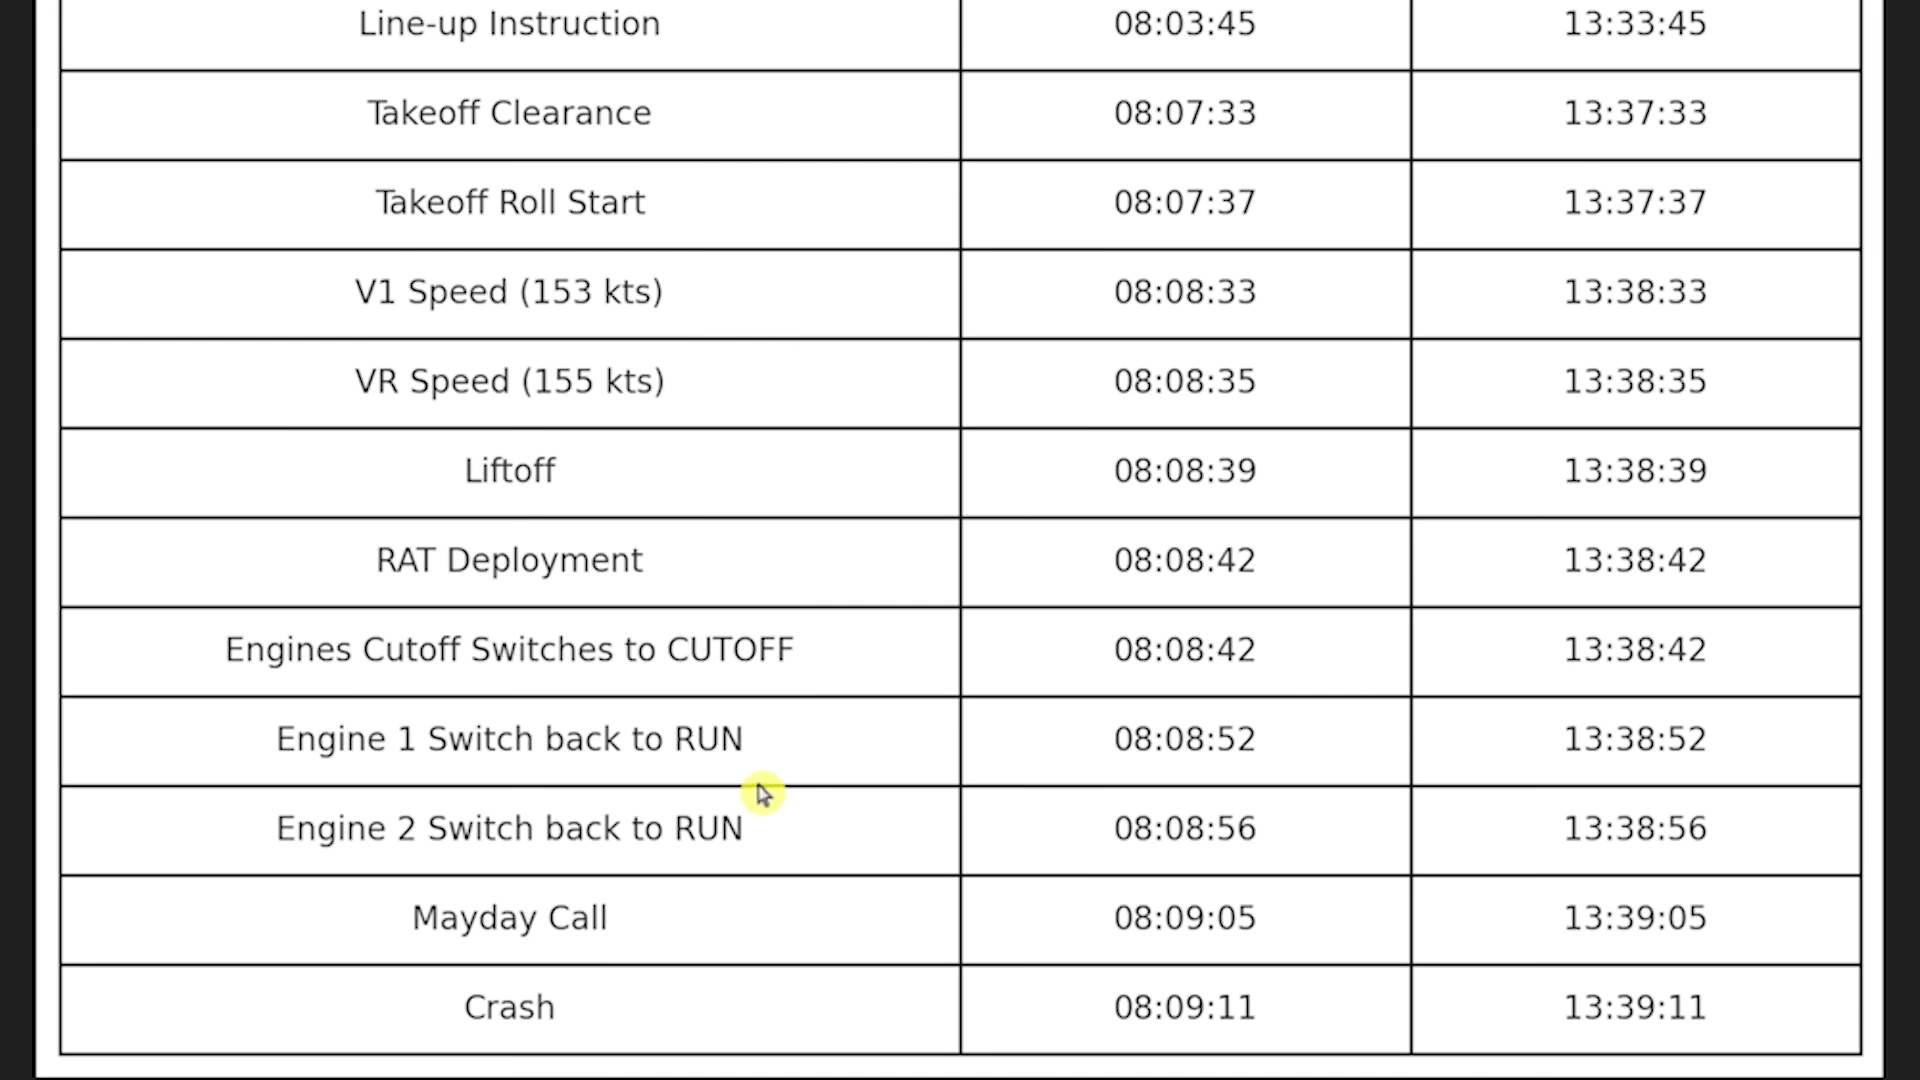 Line-up Instruction 08:03:45 13:33:45
Takeoff Clearance 08:07:33 13:37:33
Takeoff Roll Start 08:07:37 13:37:37
V1 Speed (153 kts) 08:08:33 13:38:33
VR Speed (155 kts) 08:08:35 13:38:35
Liftoff 08:08:39 13:38:39
RAT Deployment 08:08:42 13:38:42
Engines Cutoff Switches to CUTOFF 08:08:42 13:38:42
Engine 1 Switch back to RUN 08:08:52 13:38:52
Engine 2 Switch back to RUN 08:08:56 13:38:56
Mayday Call 08:09:05 13:39:05
Crash 08:09:11 13:39:11